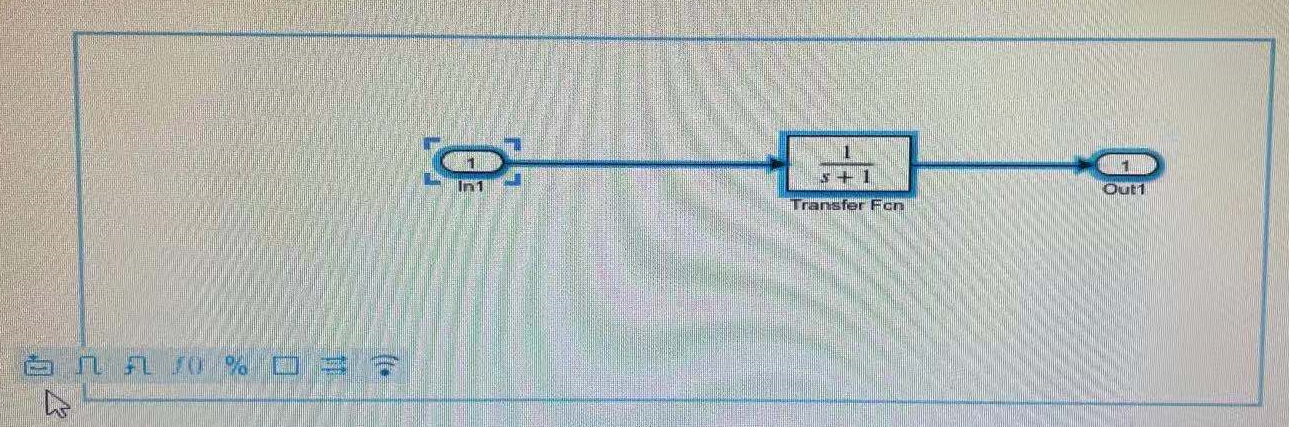 1
In1
1
s + 1
Transfer Fcn
1
Out1
f()
%